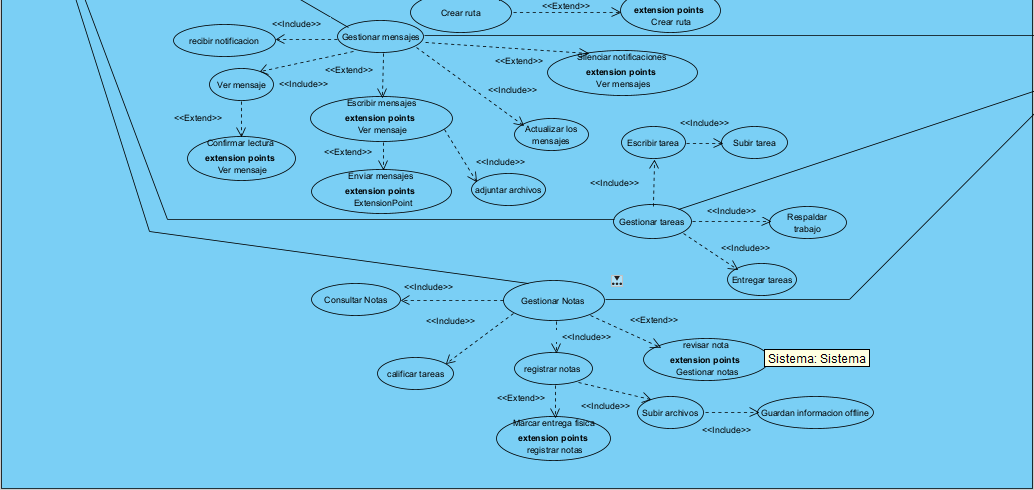 Crear ruta
<<Extend>>
extension points
Crear ruta
<<Include>>
recibir notificacion
Gestionar mensajes
<<Extend>>
Silenciar notificaciones
extension points
Ver mensajes
<<Extend>>
<<Include>>
Ver mensaje
<<Include>>
Escribir mensajes
extension points
Ver mensaje
<<Extend>>
Confirmar lectura
extension points
Ver mensaje
Actualizar los
mensajes
<<Extend>>
<<Include>>
Enviar mensajes
extension points
ExtensionPoint
adjuntar archivos
Escribir tarea
<<Include>>
Subir tarea
<<Include>>
Gestionar tareas
<<Include>>
Respaldar
trabajo
<<Include>>
Entregar tareas
Consultar Notas
<<Include>>
Gestionar Notas
<<Include>>
<<Include>>
<<Extend>>
revisar nota
extension points
Gestionar notas
Sistema: Sistema
calificar tareas
registrar notas
<<Extend>>
<<Include>>
Subir archivos
<<Include>>
Guardan informacion offline
Marcar entrega fisica
extension points
registrar notas